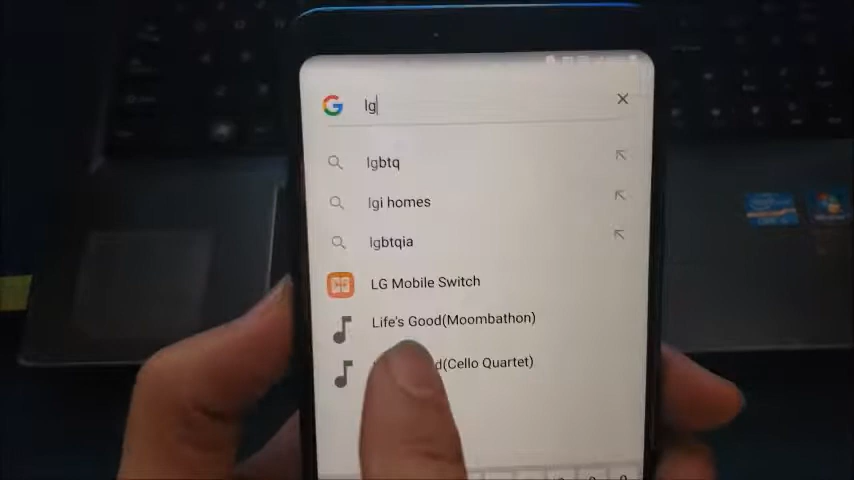 lg
lgbtq
lgi homes
lgbtqia
LG Mobile Switch
Life's Good(Moombathon)
d(Cello Quartet)